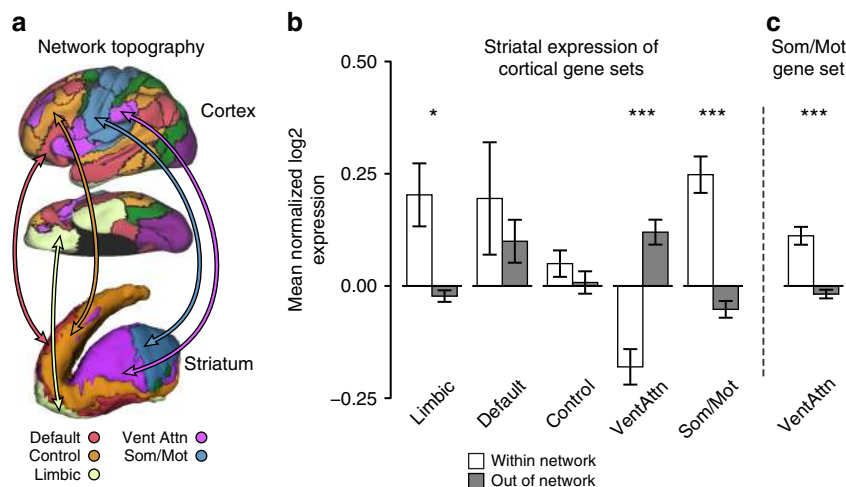 a
Network topography
Cortex
Striatum
Default
Control
Limbic
Vent Attn
Som/Mot
b
Striatal expression of
cortical gene sets
Mean normalized log2
expression
0.50
0.25
0.00
−0.25
*
***
***
Limbic
Default
Control
VentAttn
Som/Mot
Within network
Out of network
c
Som/Mot
gene set
***
VentAttn